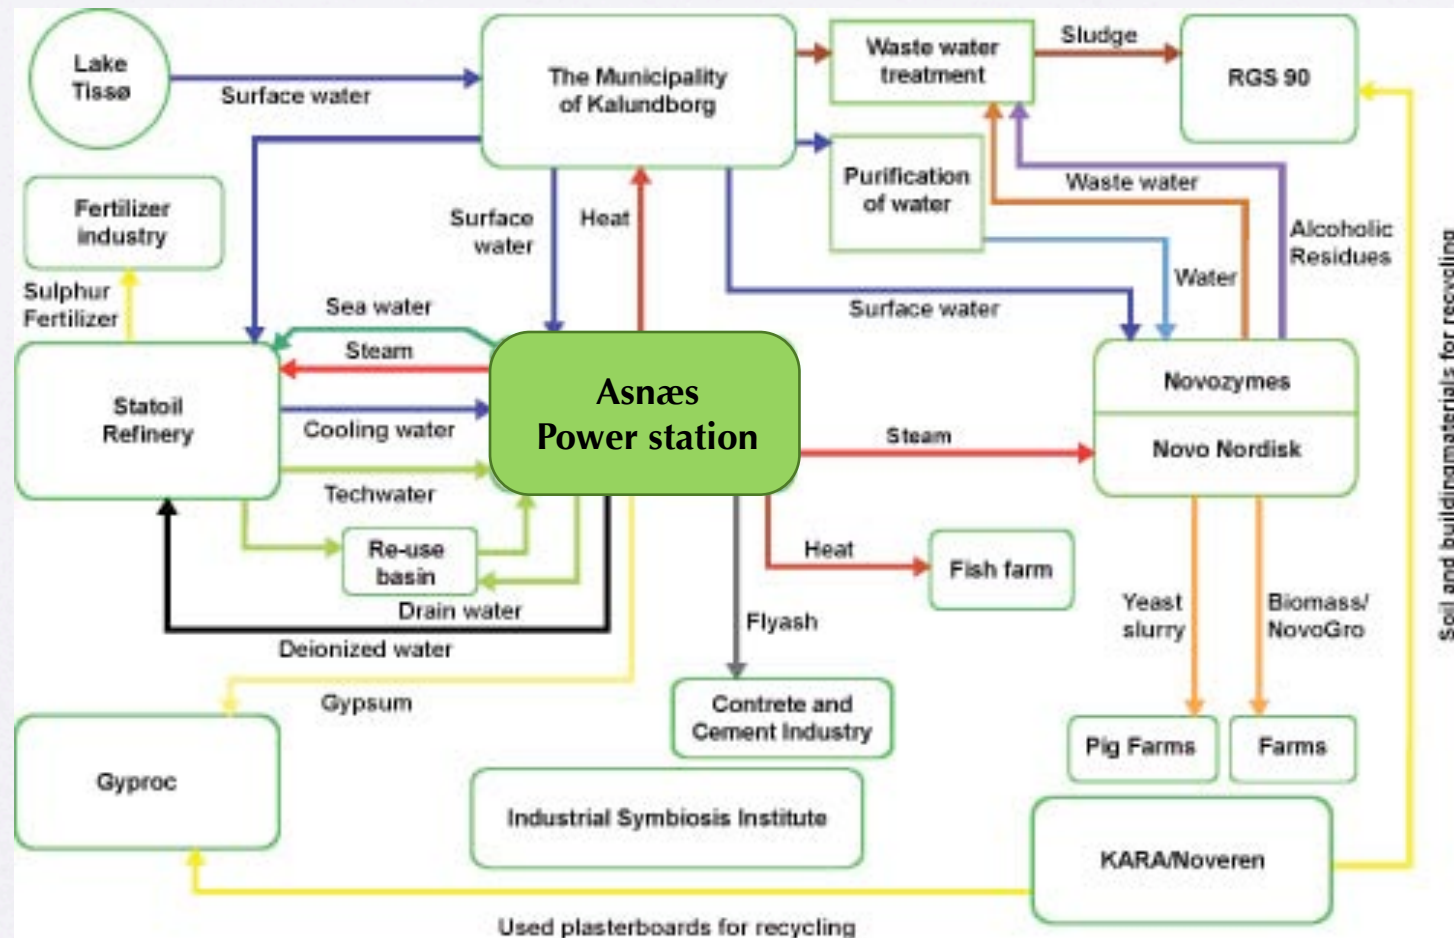 Lake
Tissø
Surface water
The Municipality
of Kalundborg
Waste water
treatment
Sludge
RGS 90
Fertilizer
industry
Surface
water
Heat
Purification
of water
Waste water
Alcoholic
Residues
Sulphur
Fertilizer
Sea water
Steam
Surface water
Water
Statoil
Refinery
Cooling water
Techwater
Asnæs
Power station
Steam
Novozymes
Novo Nordisk
Re-use
basin
Drain water
Deionized water
Heat
Fish farm
Flyash
Yeast
slurry
Biomass/
NovoGro
Gypsum
Contrete and
Cement Industry
Pig Farms
Farms
Gyproc
Industrial Symbiosis Institute
KARA/Noveren
Used plasterboards for recycling
Soil and buildingmaterials for recycling